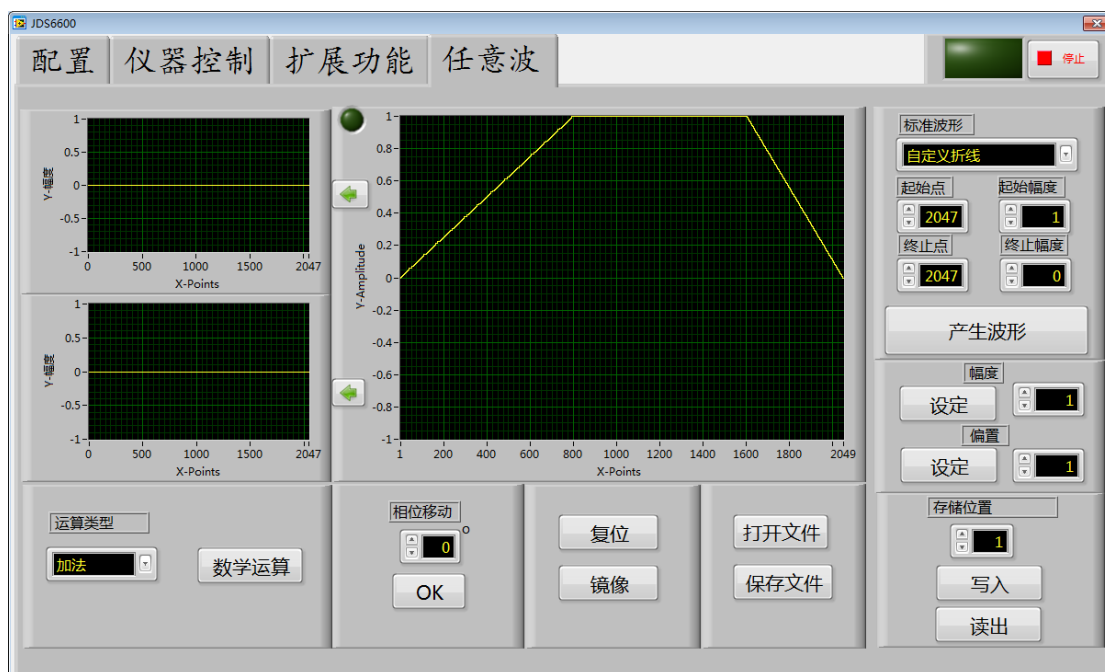 JDS6600
配置 仪器控制 扩展功能 任意波
停止
1
0.5
0
-0.5
-1
Y-幅度
0 500 1000 1500 2047
X-Points
1
0.5
0
-0.5
-1
Y-幅度
0 500 1000 1500 2047
X-Points
1
0.8
0.6
0.4
0.2
0
-0.2
-0.4
-0.6
-0.8
-1
Y-Amplitude
1 200 400 600 800 1000 1200 1400 1600 1800 2049
X-Points
标准波形
自定义折线
起始点 起始幅度
2047 1
终止点 终止幅度
2047 0
产生波形
幅度
设定 1
偏置
设定 1
运算类型
加法 数学运算
相位移动
0 o
OK
复位
镜像
打开文件
保存文件
存储位置
1
写入
读出